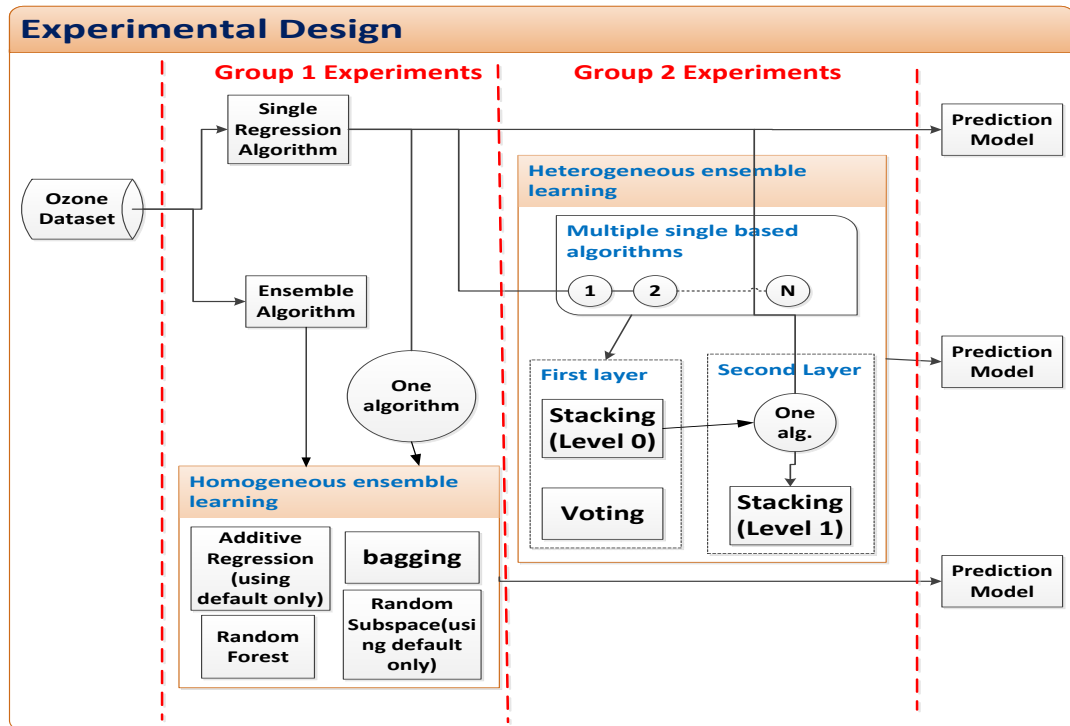 Experimental Design
Group 1 Experiments
Group 2 Experiments
Single
Regression
Algorithm
Prediction
Model
Ozone
Dataset
Heterogeneous ensemble
learning
Multiple single based
algorithms
1
2
N
Ensemble
Algorithm
One
algorithm
First layer
Stacking
(Level 0)
Voting
Second Layer
One
alg.
Stacking
(Level 1)
Prediction
Model
Homogeneous ensemble
learning
Additive
Regression
(using
default only)
bagging
Random
Forest
Random
Subspace(usi
ng default
only)
Prediction
Model